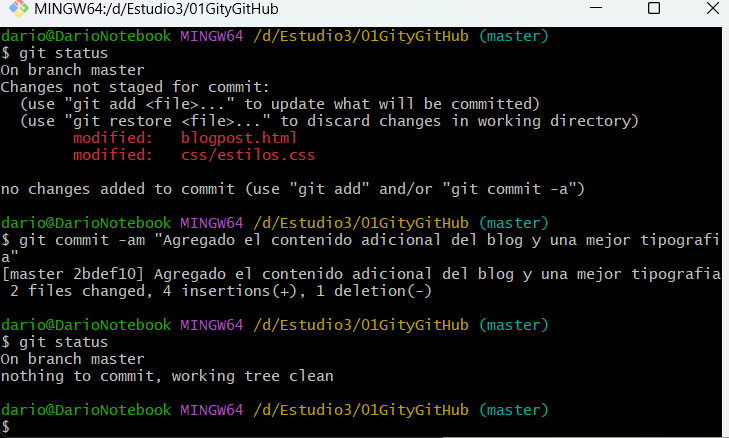 MINGW64:/d/Estudio3/01GityGitHub
dario@DarioNotebook MINGW64 /d/Estudio3/01GityGitHub (master)
$ git status
On branch master
Changes not staged for commit:
  (use "git add <file>..." to update what will be committed)
  (use "git restore <file>..." to discard changes in working directory)
        modified:   blogpost.html
        modified:   css/estilos.css

no changes added to commit (use "git add" and/or "git commit -a")

dario@DarioNotebook MINGW64 /d/Estudio3/01GityGitHub (master)
$ git commit -am "Agregado el contenido adicional del blog y una mejor tipografi
a"
[master 2bdef10] Agregado el contenido adicional del blog y una mejor tipografia
 2 files changed, 4 insertions(+), 1 deletion(-)

dario@DarioNotebook MINGW64 /d/Estudio3/01GityGitHub (master)
$ git status
On branch master
nothing to commit, working tree clean

dario@DarioNotebook MINGW64 /d/Estudio3/01GityGitHub (master)
$